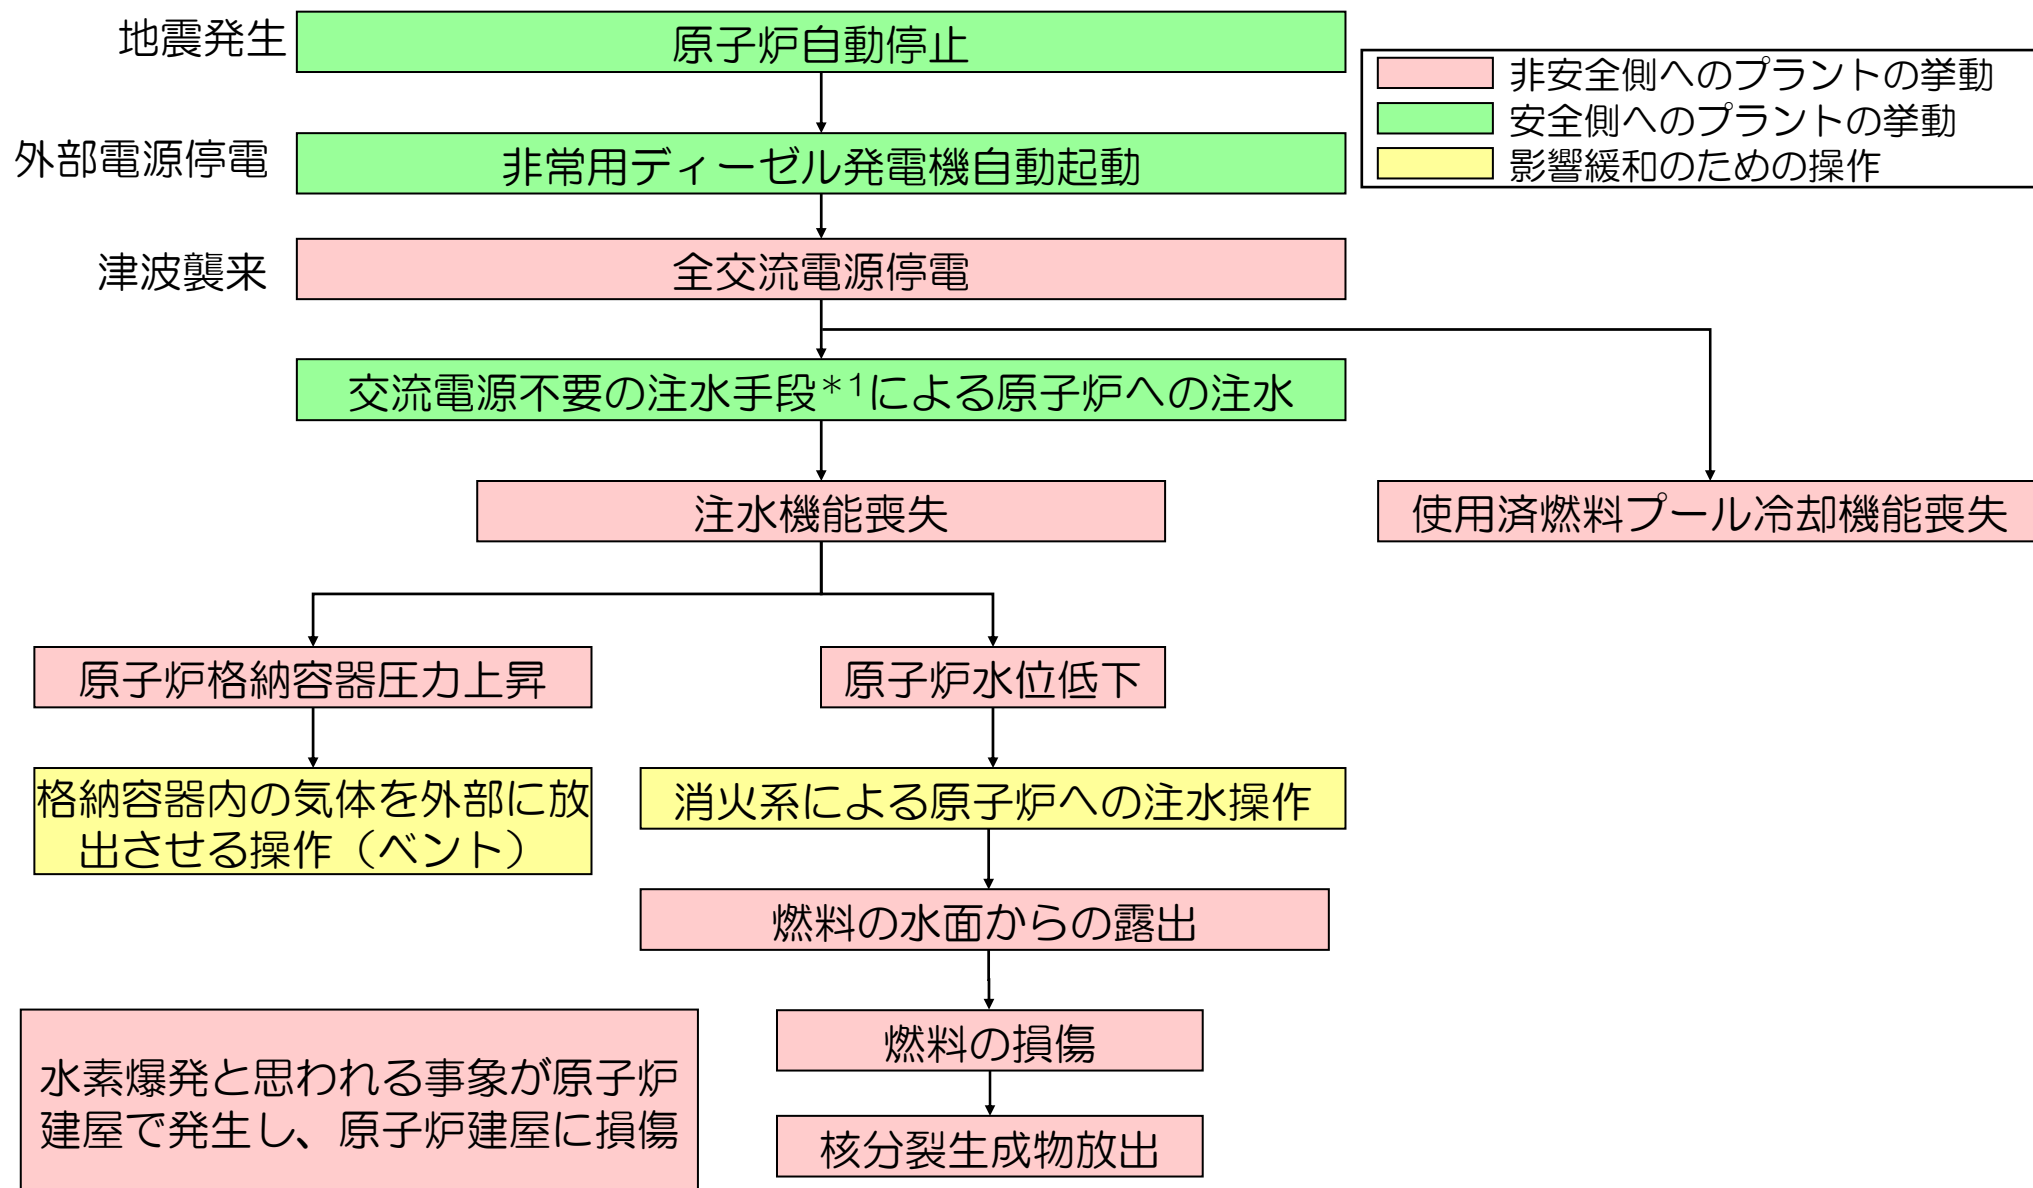 地震発生
原子炉自動停止
非安全側へのプラントの挙動
安全側へのプラントの挙動
影響緩和のための操作
外部電源停電
非常用ディーゼル発電機自動起動
津波襲来
全交流電源停電
交流電源不要の注水手段*1による原子炉への注水
注水機能喪失
使用済燃料プール冷却機能喪失
原子炉格納容器圧力上昇
原子炉水位低下
格納容器内の気体を外部に放
出させる操作（ベント）
消火系による原子炉への注水操作
燃料の水面からの露出
燃料の損傷
水素爆発と思われる事象が原子炉
建屋で発生し、原子炉建屋に損傷
核分裂生成物放出